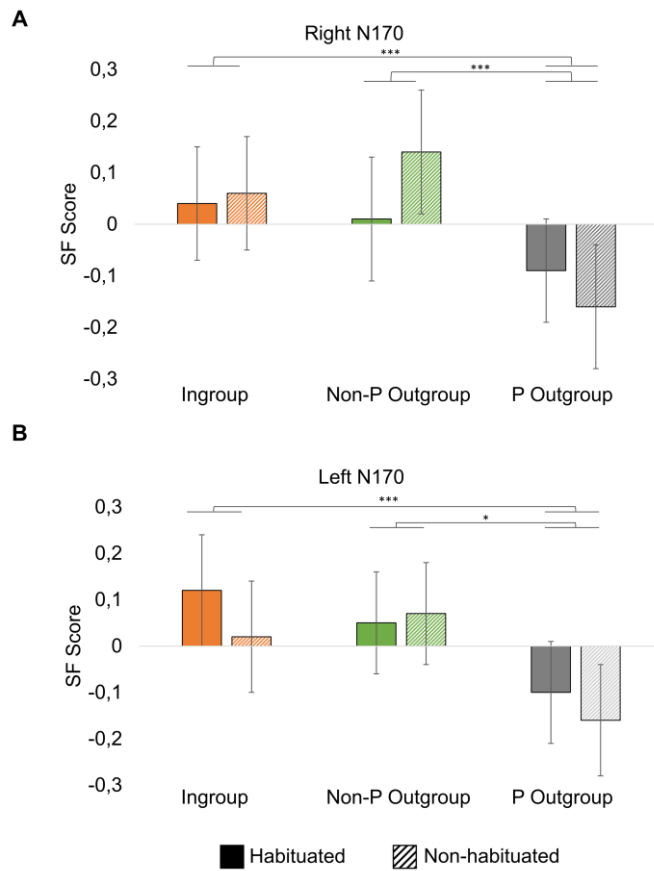 A
Right N170
***
***
0,3
0,2
0,1
0
-0,1
-0,2
-0,3
SF Score
Ingroup Non-P Outgroup P Outgroup
B
Left N170
***
*
0,3
0,2
0,1
0
-0,1
-0,2
-0,3
SF Score
Ingroup Non-P Outgroup P Outgroup
Habituated Non-habituated